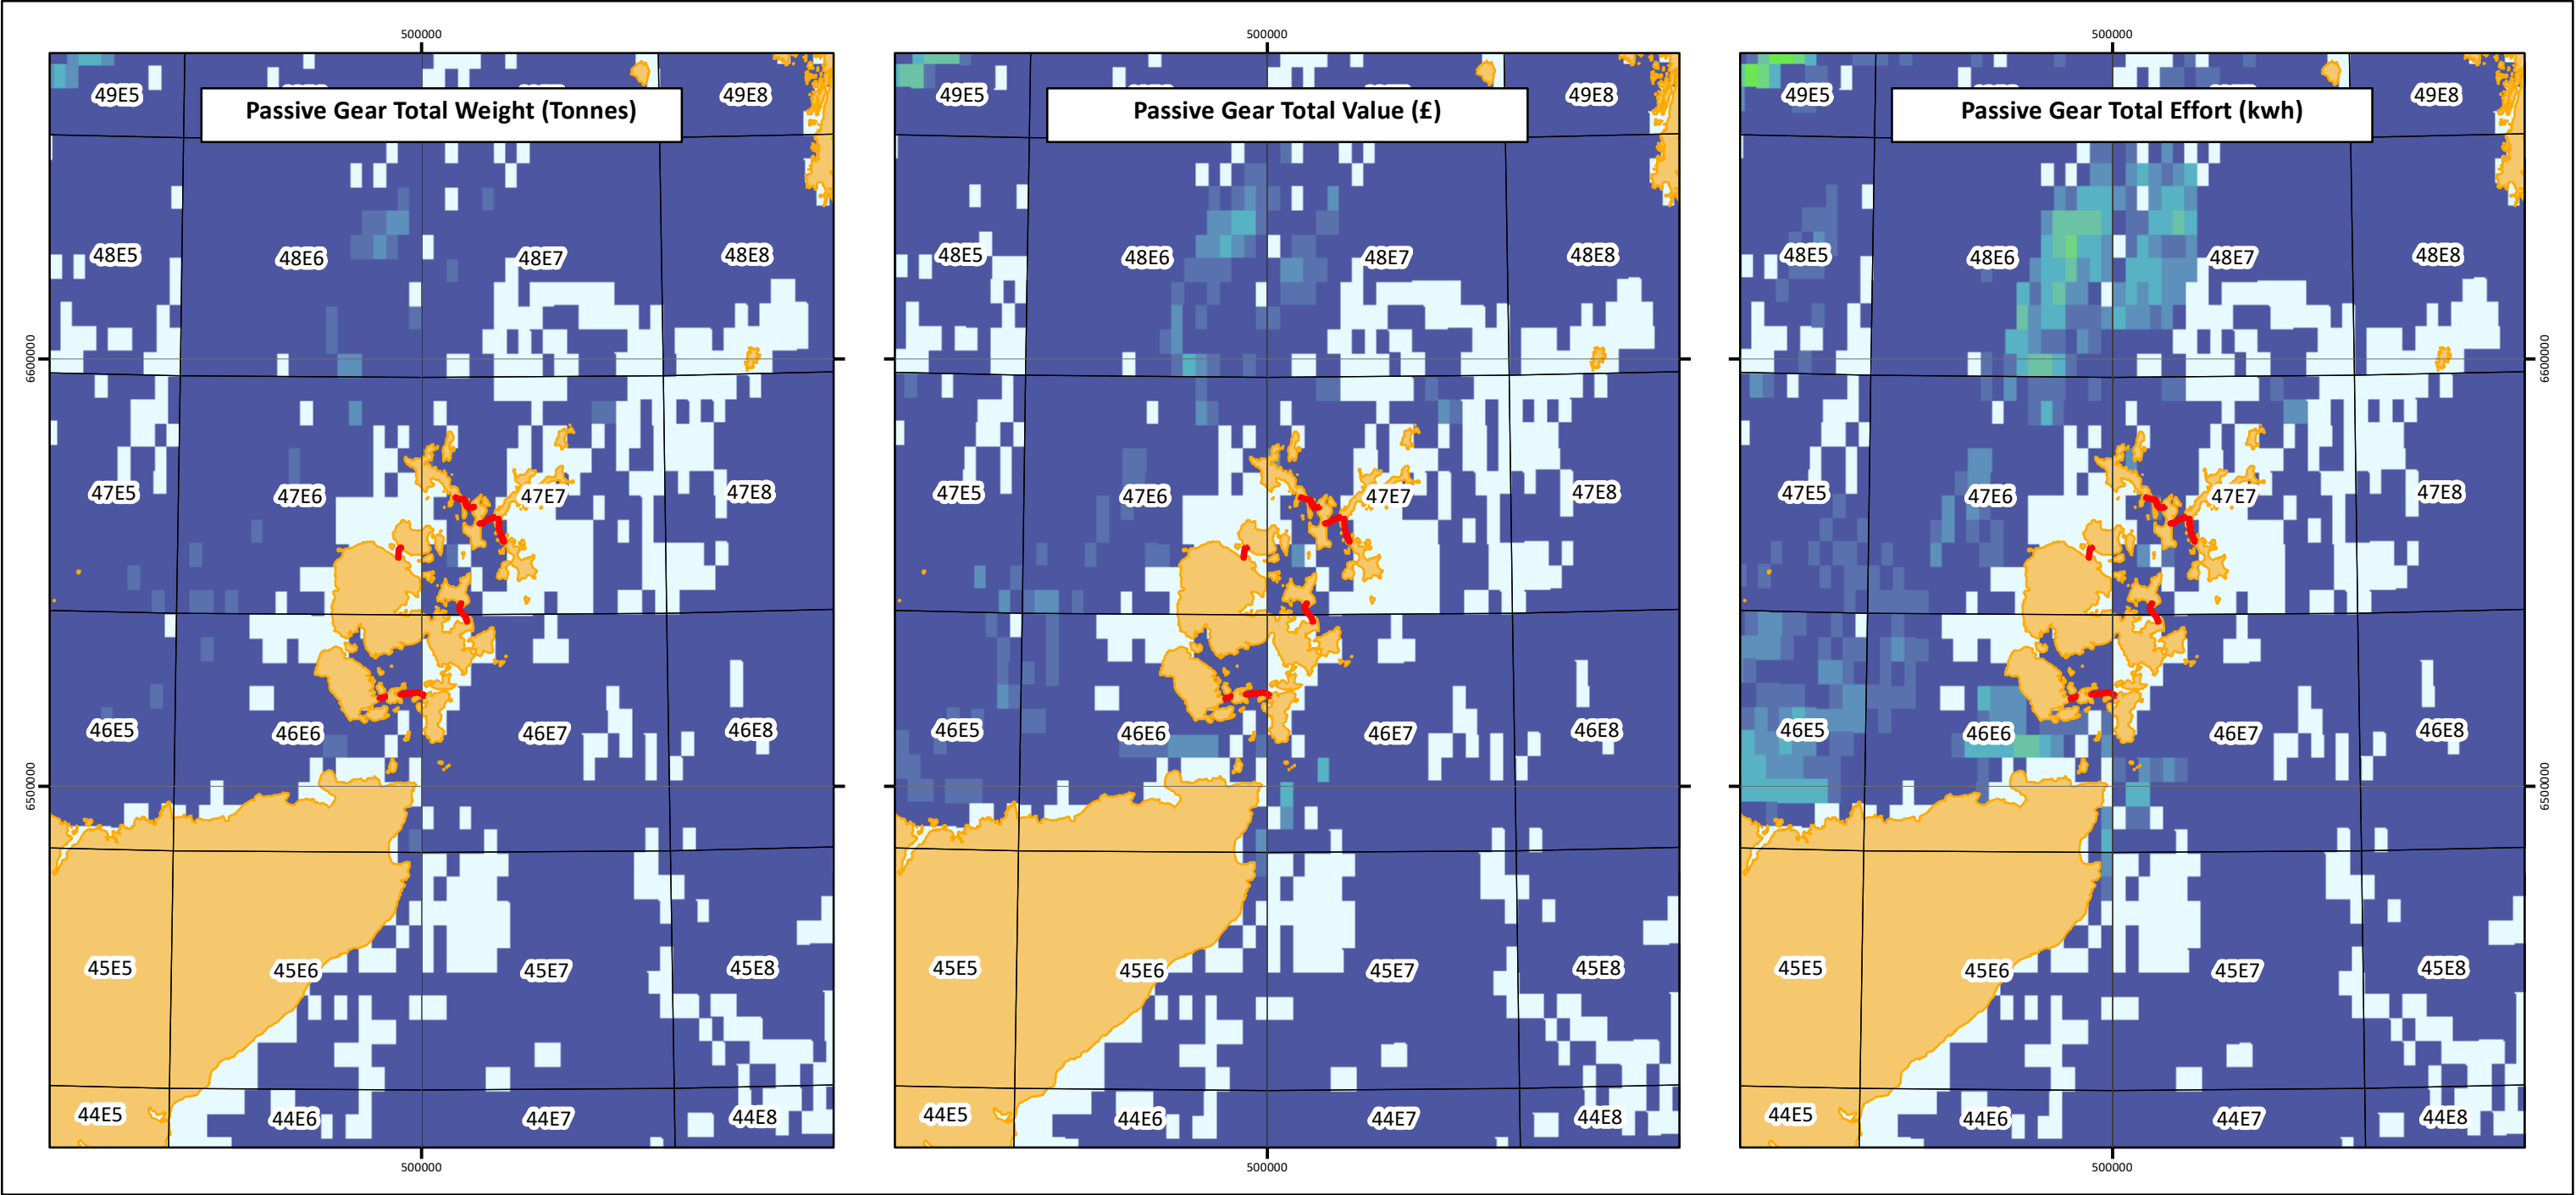 500000
500000
500000
Passive Gear Total Weight (Tonnes)
Passive Gear Total Value (£)
Passive Gear Total Effort (kwh)
49E5
49E8
49E5
49E8
49E5
49E8
48E5
48E6
48E7
48E8
48E5
48E6
48E7
48E8
48E5
48E6
48E7
48E8
6600000
6600000
47E5
47E6
47E7
47E8
47E5
47E6
47E7
47E8
47E5
47E6
47E7
47E8
46E5
46E6
46E7
46E8
46E5
46E6
46E7
46E8
46E5
46E6
46E7
46E8
6500000
6500000
45E5
45E6
45E7
45E8
45E5
45E6
45E7
45E8
45E5
45E6
45E7
45E8
44E5
44E6
44E7
44E8
44E5
44E6
44E7
44E8
44E5
44E6
44E7
44E8
500000
500000
500000